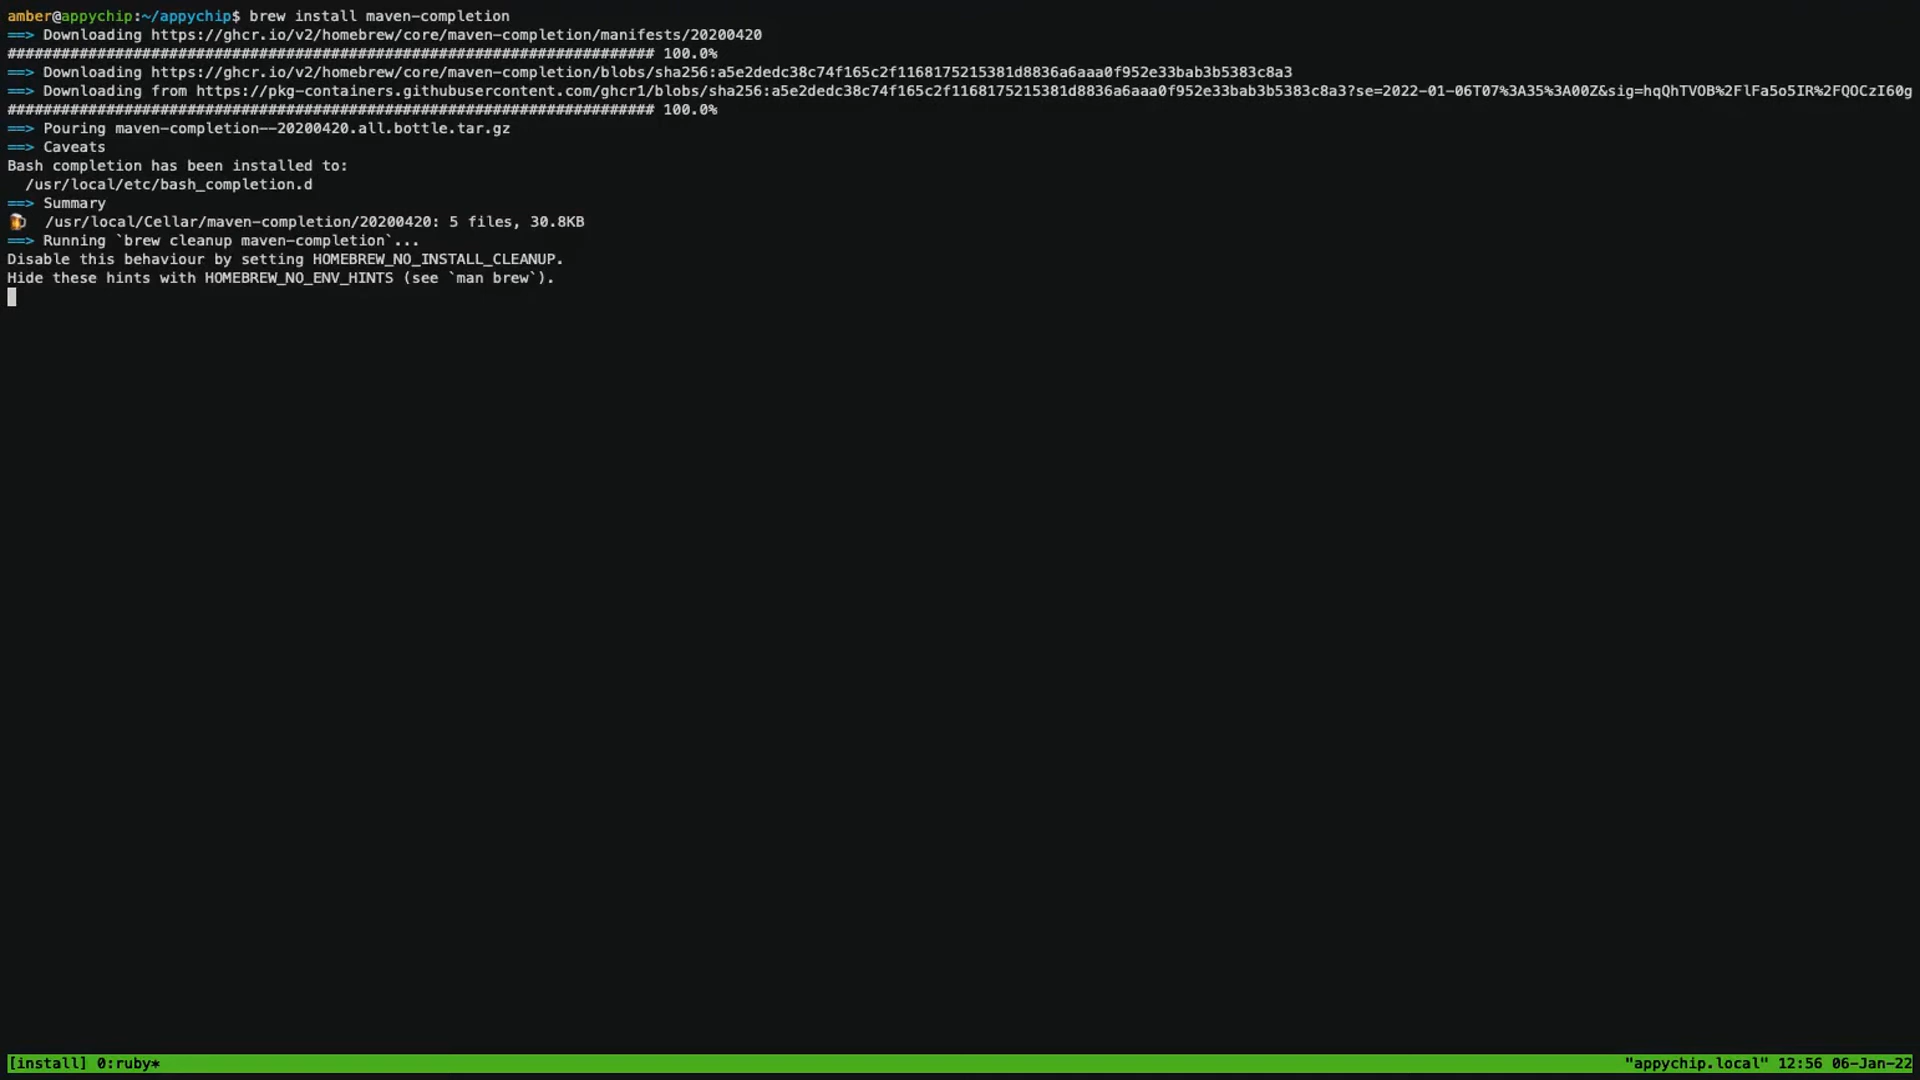 amber@appychip:~/appychip$ brew install maven-completion
==> Downloading https://ghcr.io/v2/homebrew/core/maven-completion/manifests/20200420
######################################################################## 100.0%
==> Downloading https://ghcr.io/v2/homebrew/core/maven-completion/blobs/sha256:a5e2dedc38c74f165c2f1168175215381d8836a6aaa0f952e33bab3b5383c8a3
==> Downloading from https://pkg-containers.githubusercontent.com/ghcr1/blobs/sha256:a5e2dedc38c74f165c2f1168175215381d8836a6aaa0f952e33bab3b5383c8a3?se=2022-01-06T07%3A35%3A00Z&sig=hqQhTVOB%2FlFa5o5IR%2FQOCzI60g
######################################################################## 100.0%
==> Pouring maven-completion--20200420.all.bottle.tar.gz
==> Caveats
Bash completion has been installed to:
  /usr/local/etc/bash_completion.d
==> Summary
🍺  /usr/local/Cellar/maven-completion/20200420: 5 files, 30.8KB
==> Running `brew cleanup maven-completion`...
Disable this behaviour by setting HOMEBREW_NO_INSTALL_CLEANUP.
Hide these hints with HOMEBREW_NO_ENV_HINTS (see `man brew`).
[install] 0:ruby* "appychip.local" 12:56 06-Jan-22